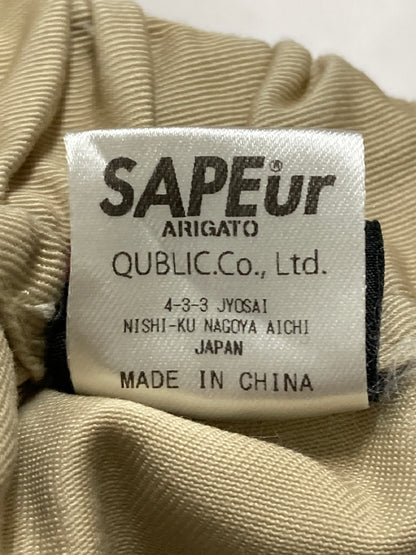 SAPEur®
ARIGATO
QUBLIC.Co., Ltd.
4-3-3 JYOSAI
NISHI-KU NAGOYA AICHI
JAPAN
MADE IN CHINA